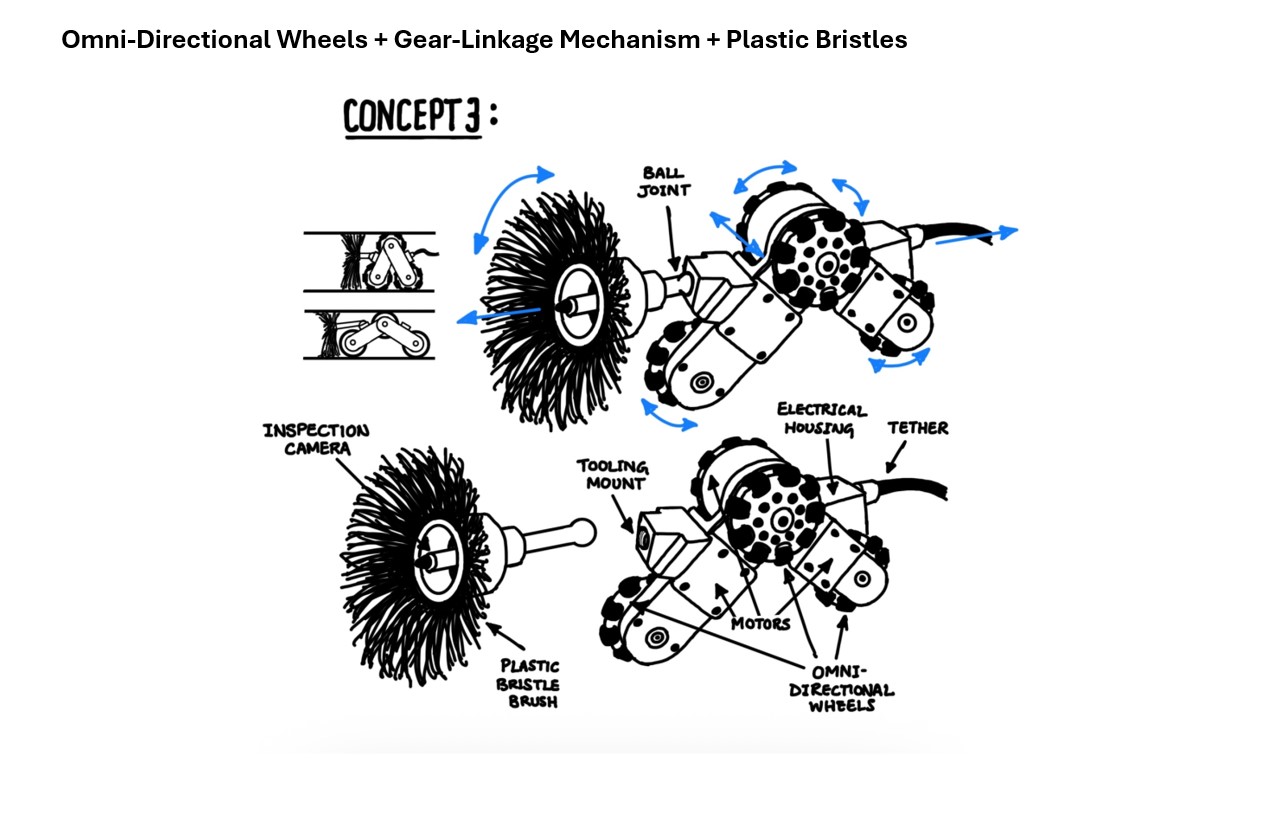 Omni-Directional Wheels + Gear-Linkage Mechanism + Plastic Bristles
CONCEPT 3:
BALL
JOINT
INSPECTION
CAMERA
TOOLING
MOUNT
ELECTRICAL
HOUSING
TETHER
MOTORS
PLASTIC
BRISTLE
BRUSH
OMNI-
DIRECTIONAL
WHEELS